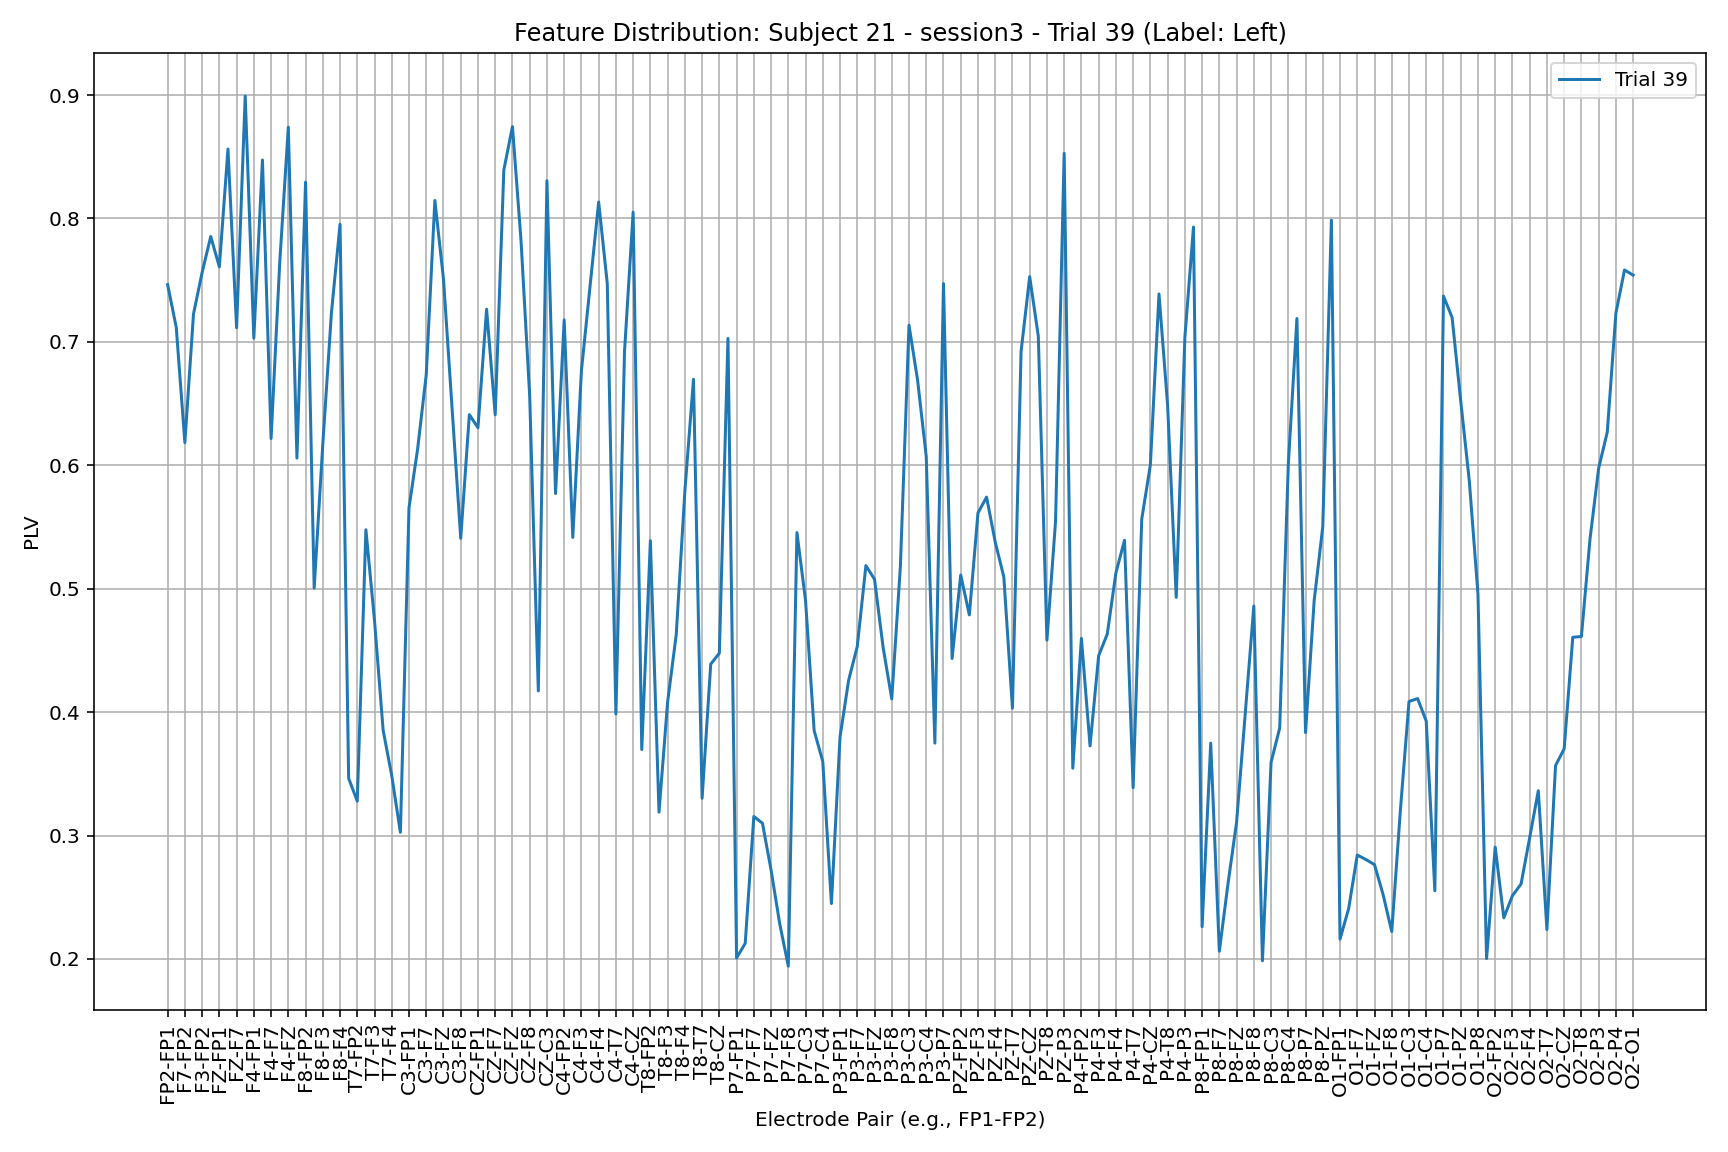 Feature Distribution: Subject 21 - session3 - Trial 39 (Label: Left)
Trial 39
PLV
0.9
0.8
0.7
0.6
0.5
0.4
0.3
0.2
FP2-FP1
F7-FP2
F3-FP2
FZ-FP1
FZ-F7
F4-FP1
F4-F7
F4-FZ
F8-FP2
F8-F3
F8-F4
T7-FP2
T7-F3
T7-F4
C3-FP1
C3-F7
C3-FZ
C3-F8
CZ-FP1
CZ-F7
CZ-FZ
CZ-F8
CZ-C3
C4-FP2
C4-F3
C4-F4
C4-T7
C4-CZ
T8-FP2
T8-F3
T8-F4
T8-T7
T8-CZ
P7-FP1
P7-F7
P7-FZ
P7-F8
P7-C3
P7-C4
P3-FP1
P3-F7
P3-FZ
P3-F8
P3-C3
P3-C4
P3-P7
PZ-FP2
PZ-F3
PZ-F4
PZ-T7
PZ-CZ
PZ-T8
PZ-P3
P4-FP2
P4-F3
P4-F4
P4-T7
P4-CZ
P4-T8
P4-P3
P8-FP1
P8-F7
P8-FZ
P8-F8
P8-C3
P8-C4
P8-P7
P8-PZ
O1-FP1
O1-F7
O1-FZ
O1-F8
O1-C3
O1-C4
O1-P7
O1-PZ
O1-P8
O2-FP2
O2-F3
O2-F4
O2-T7
O2-CZ
O2-T8
O2-P3
O2-P4
O2-O1
Electrode Pair (e.g., FP1-FP2)